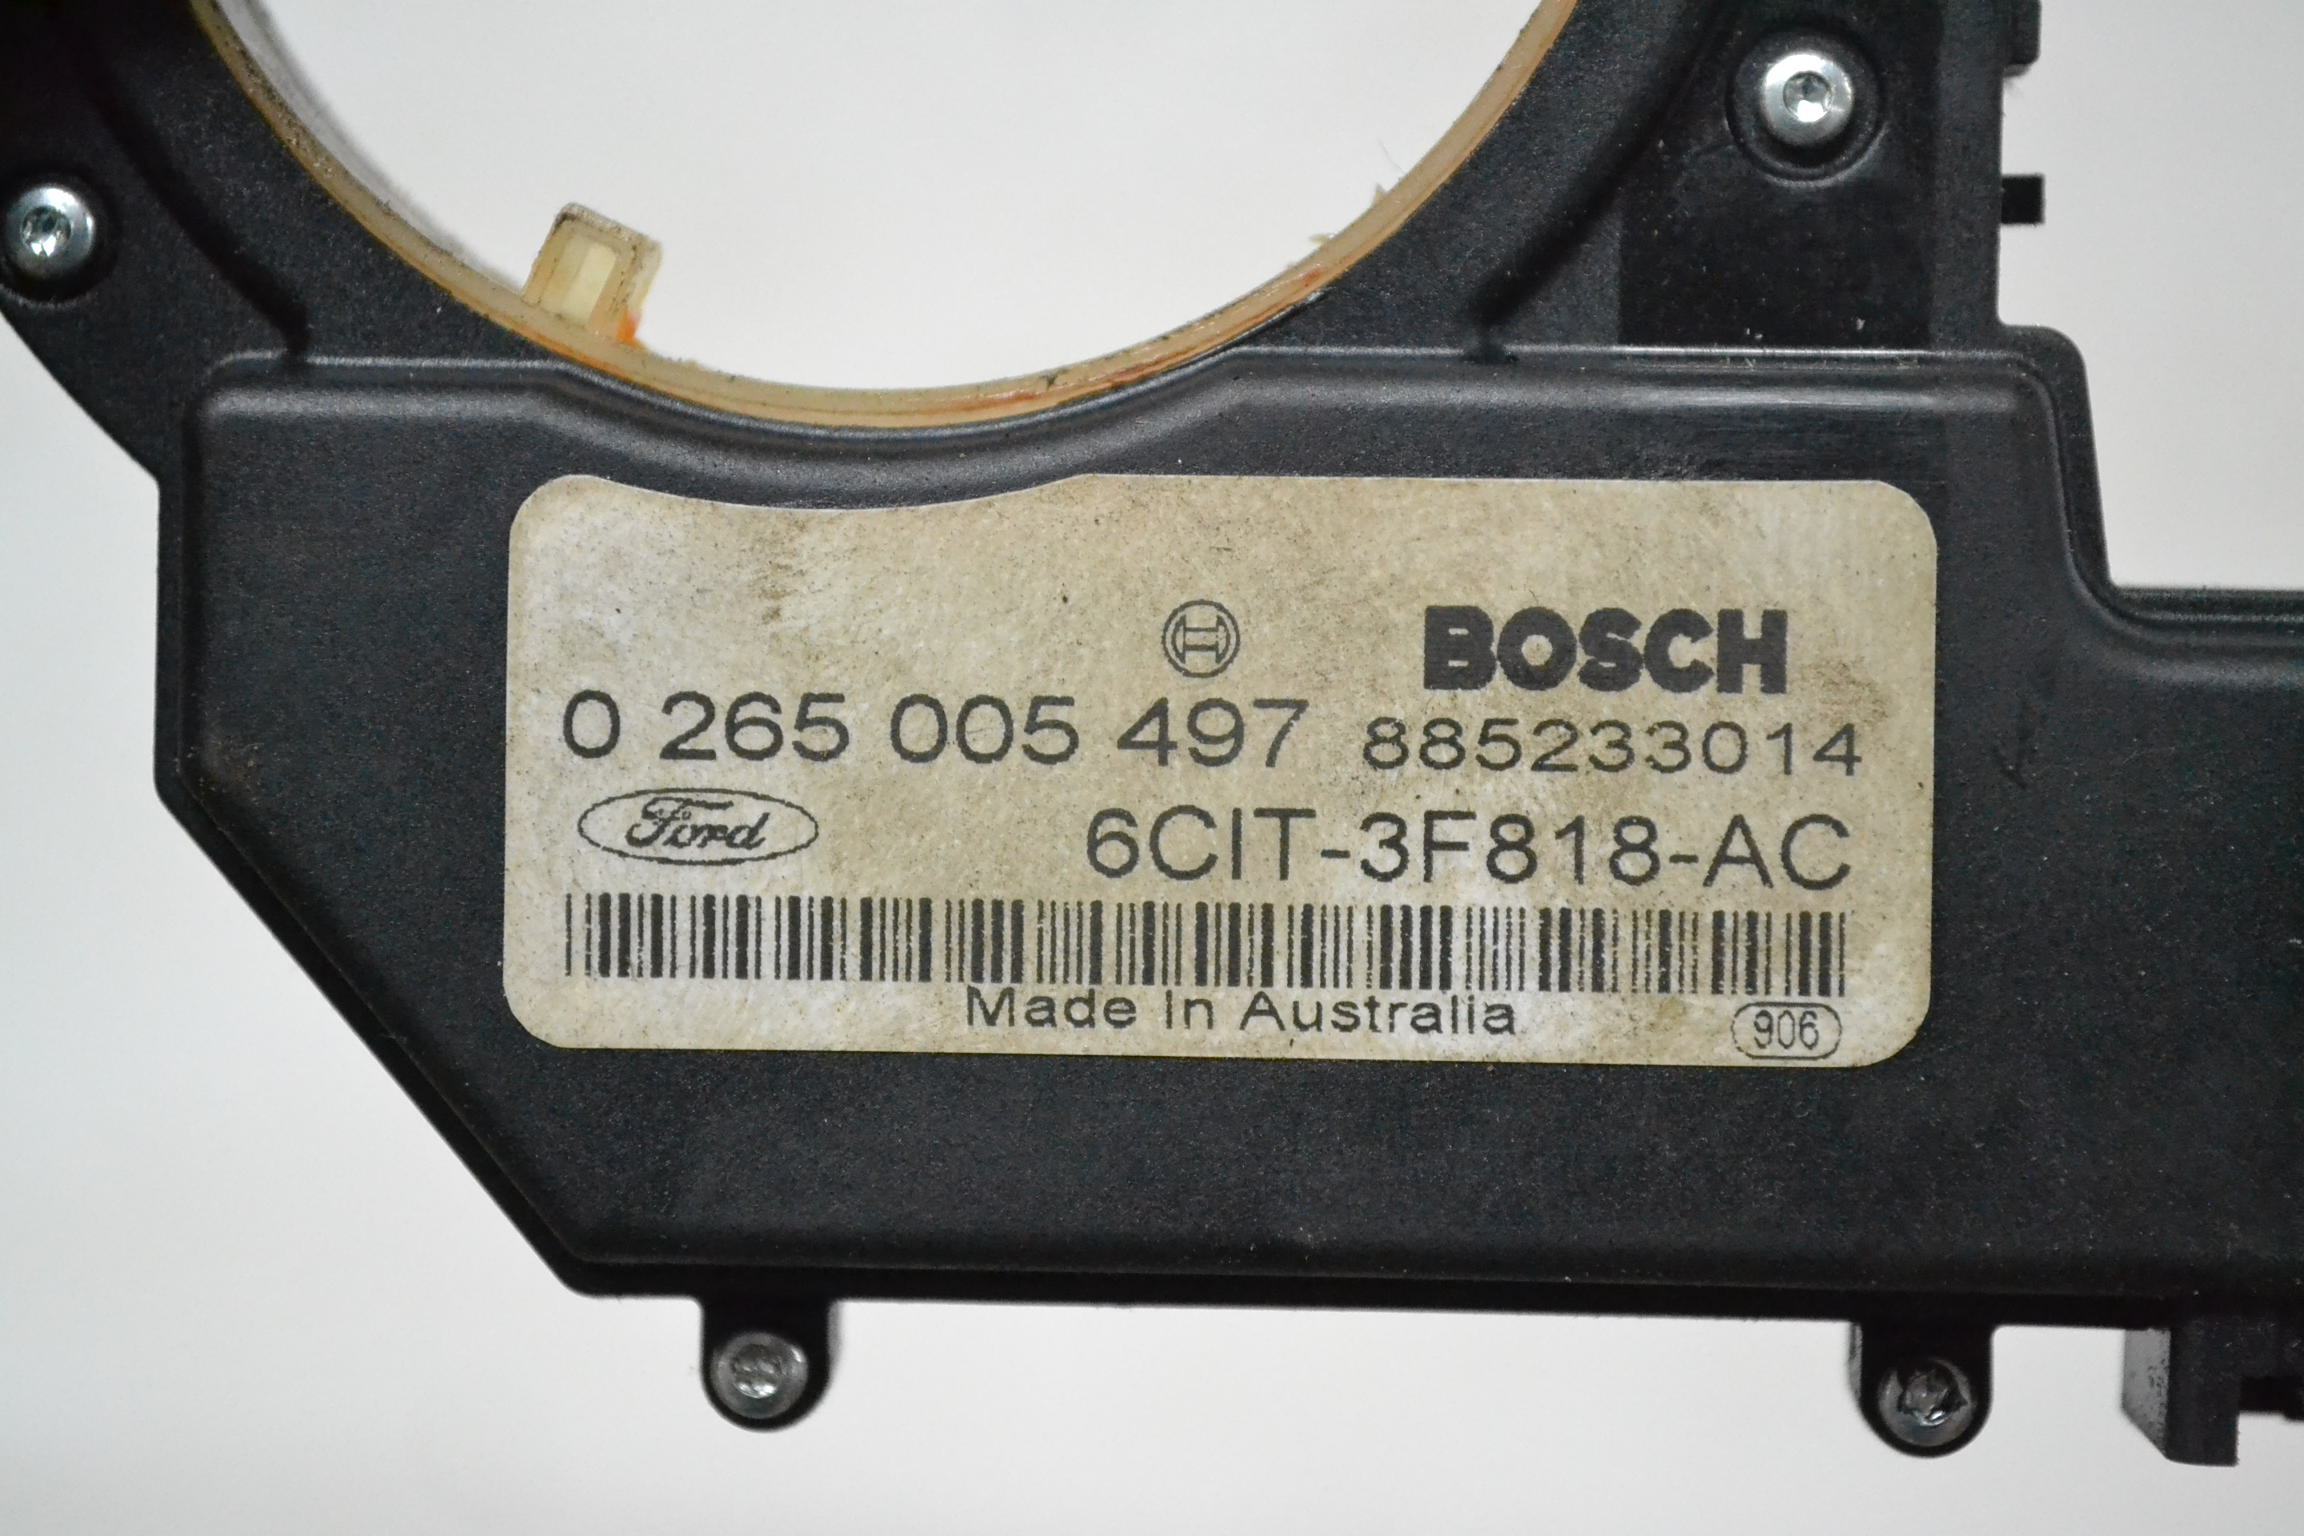 BOSCH
0 265 005 497 885233014
Ford 6CIT-3F818-AC
Made In Australia
906